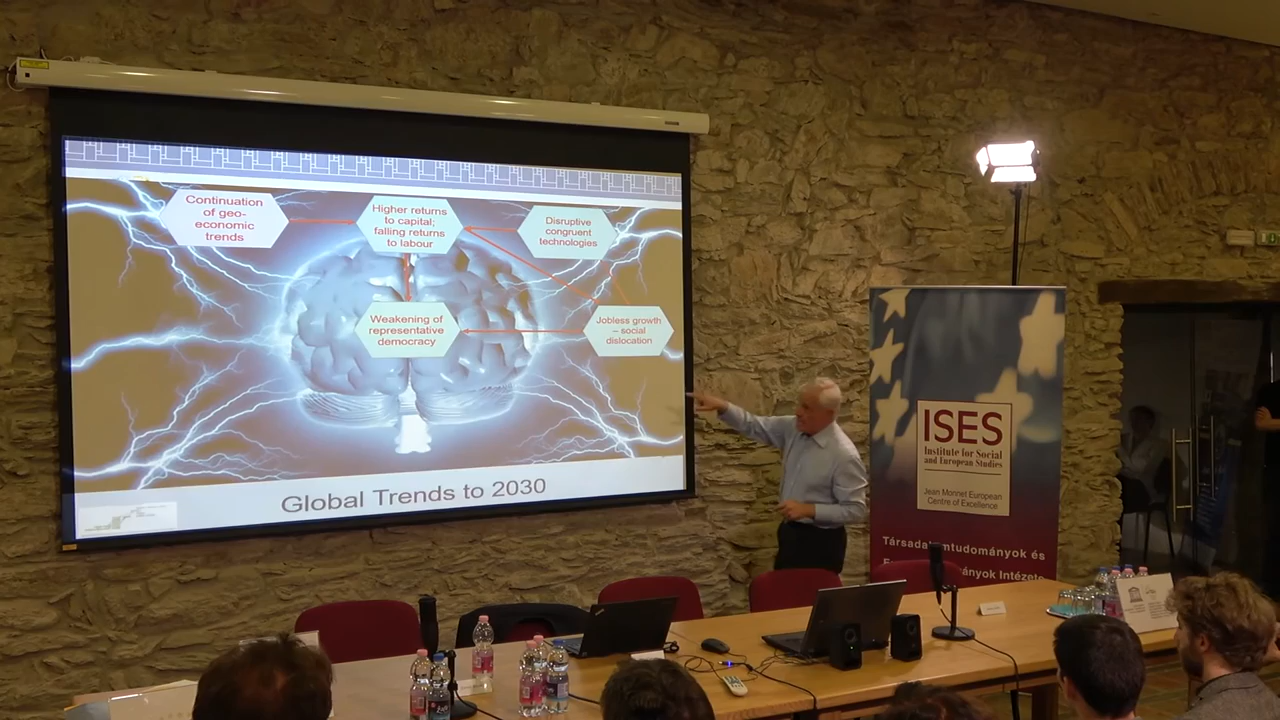 Continuation
of geo-
economic
trends
Higher returns
to capital;
falling returns
to labour
Disruptive
congruent
technologies
Weakening of
representative
democracy
Jobless growth
– social
dislocation
Global Trends to 2030
ISES
Institute for Social
and European Studies
Jean Monnet European
Centre of Excellence
és
Intézete